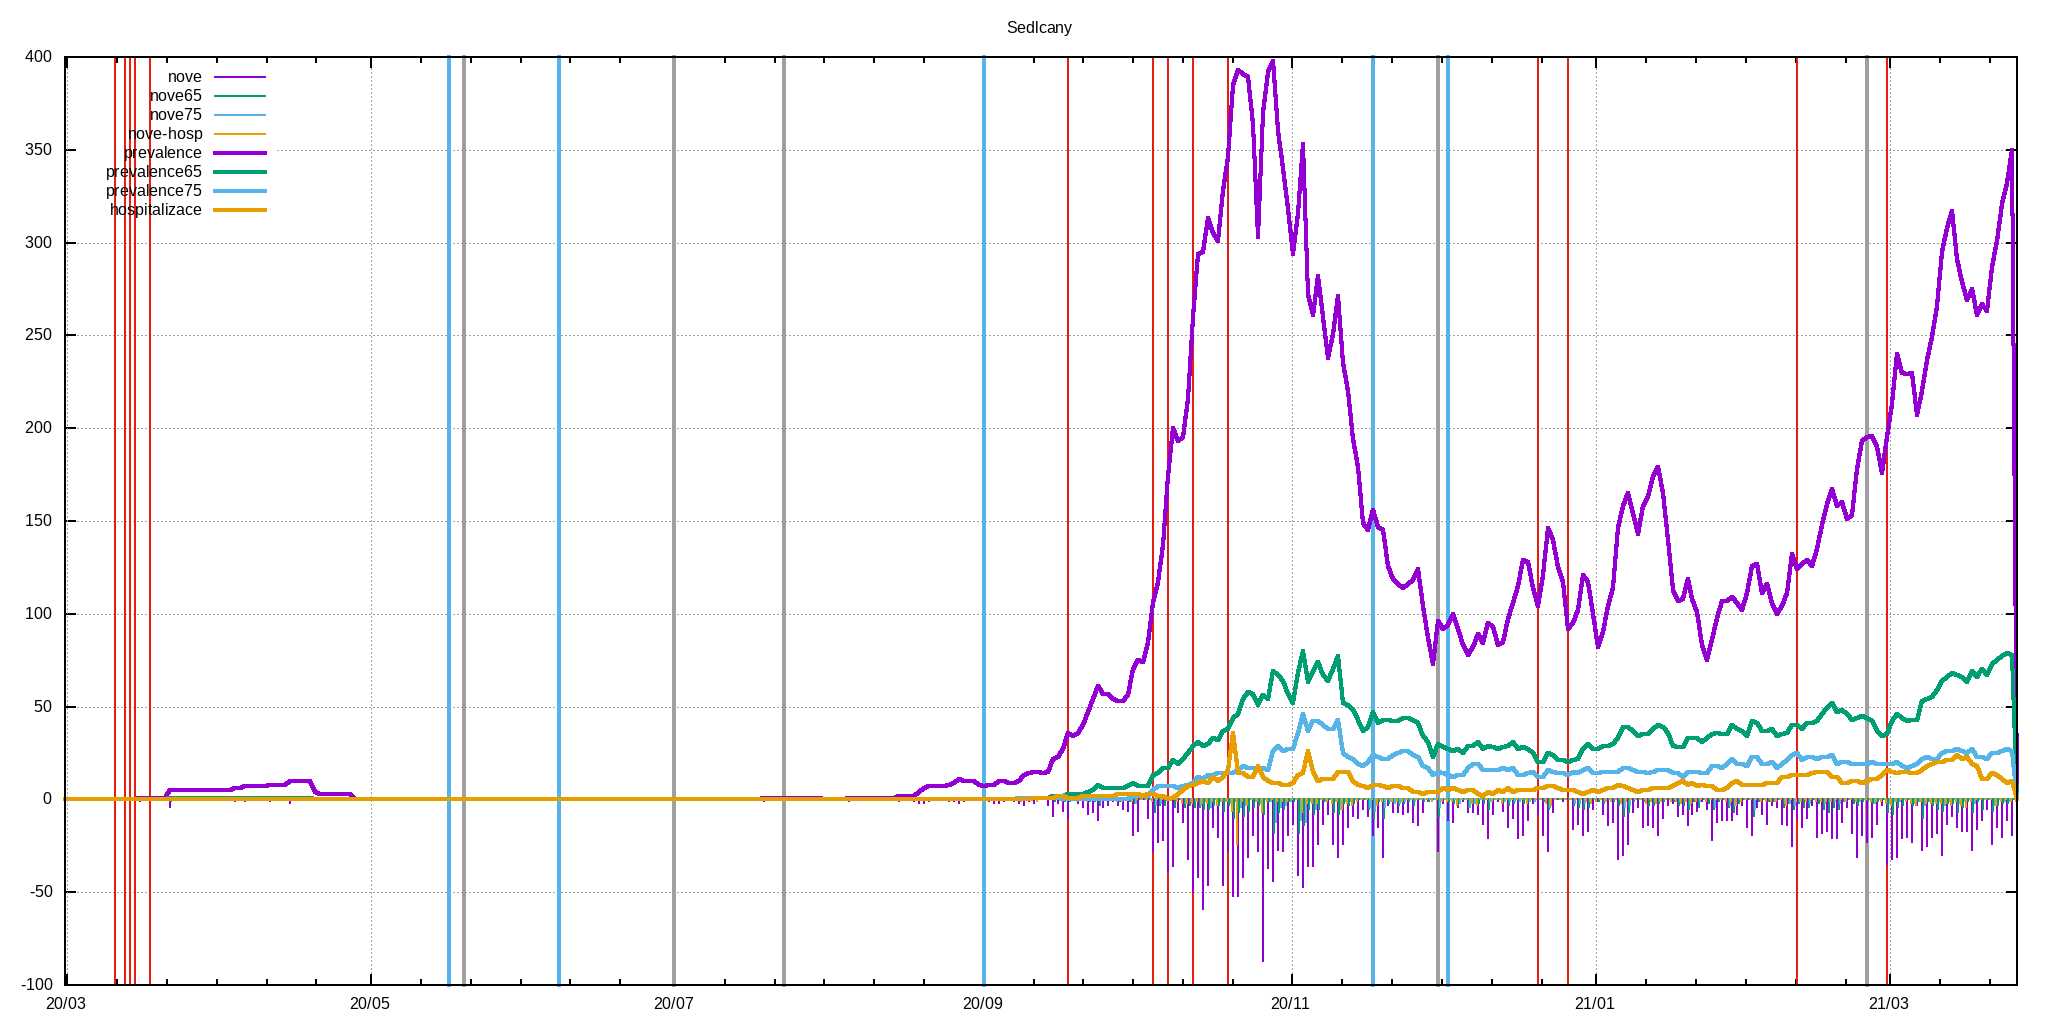 Sedlcany
400
350
300
250
200
150
100
50
0
-50
-100
nove
nove65
nove75
nove-hosp
prevalence
prevalence65
prevalence75
hospitalizace
20/03 20/05 20/07 20/09 20/11 21/01 21/03